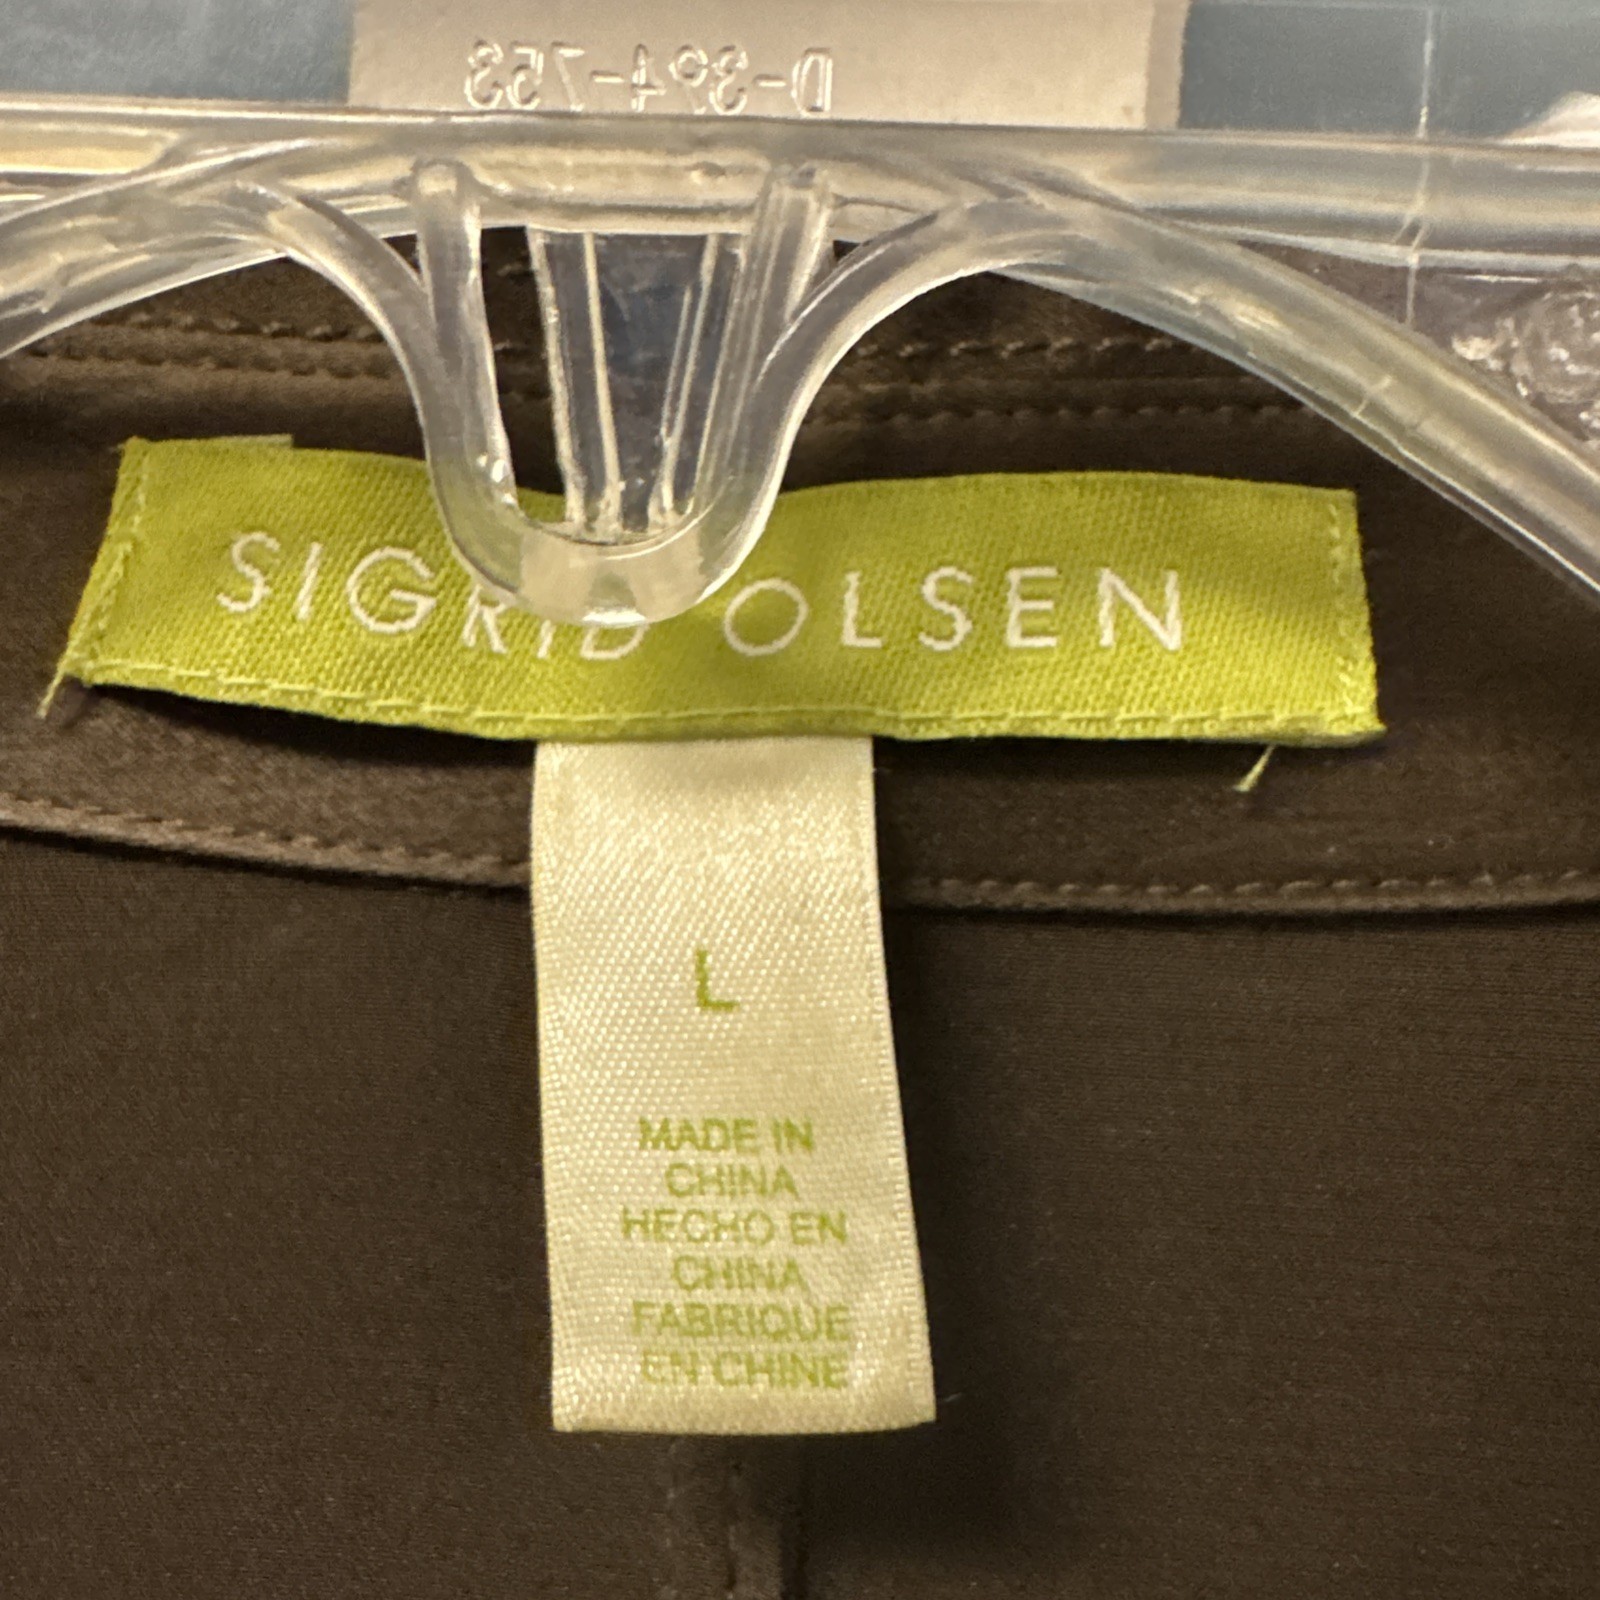 D-394-753
SIGRID OLSEN
L
MADE IN
CHINA
HECHO EN
CHINA
FABRIQUE
EN CHINE